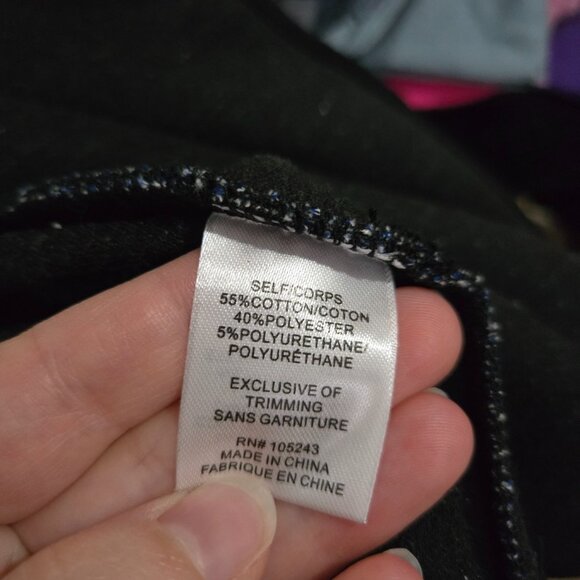 SELF/CORPS
55%COTTON/COTON
40%POLYESTER
5%POLYURETHANE/
POLYURÉTHANE
EXCLUSIVE OF
TRIMMING
SANS GARNITURE
RN# 105243
MADE IN CHINA
FABRIQUE EN CHINE